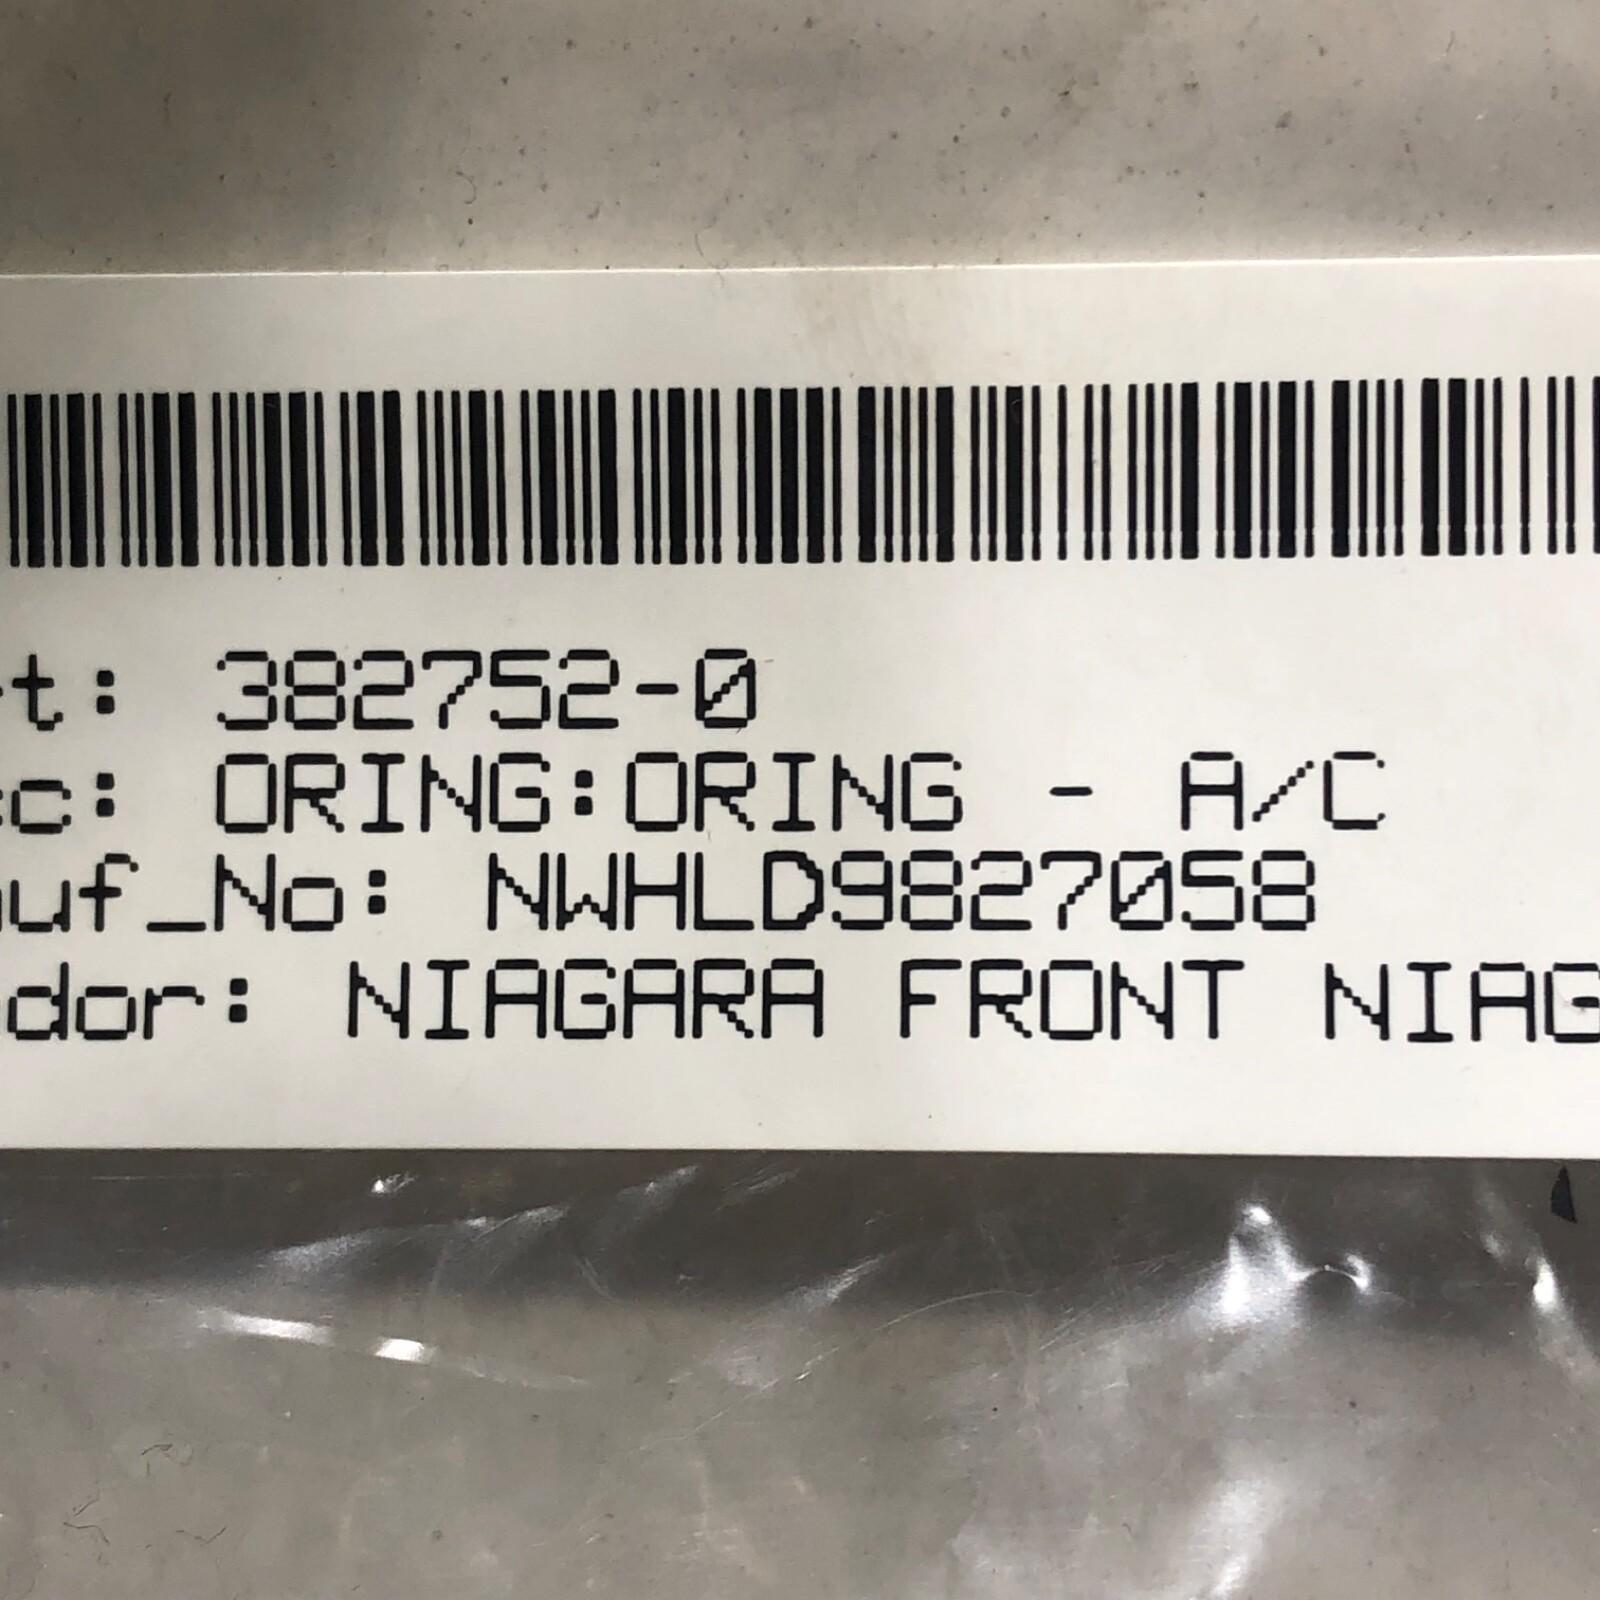 t: 382752-0
c: ORING:ORING - A/C
uf_No: NWHLD9827058
dor: NIAGARA FRONT NIAG